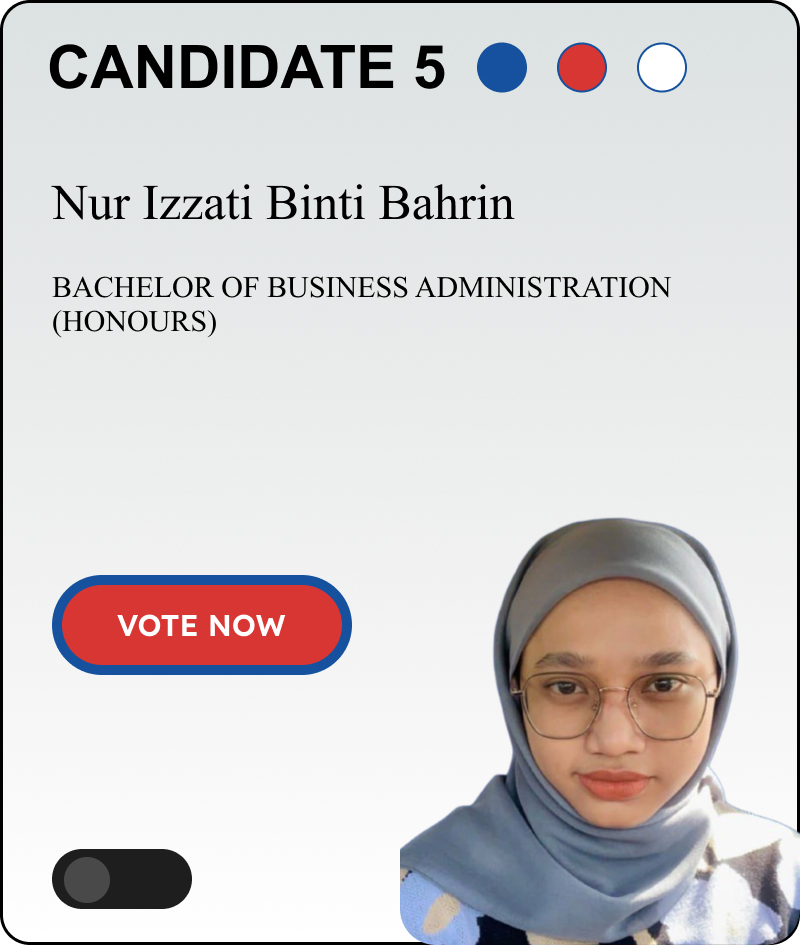 CANDIDATE 5
Nur Izzati Binti Bahrin
BACHELOR OF BUSINESS ADMINISTRATION
(HONOURS)
VOTE NOW